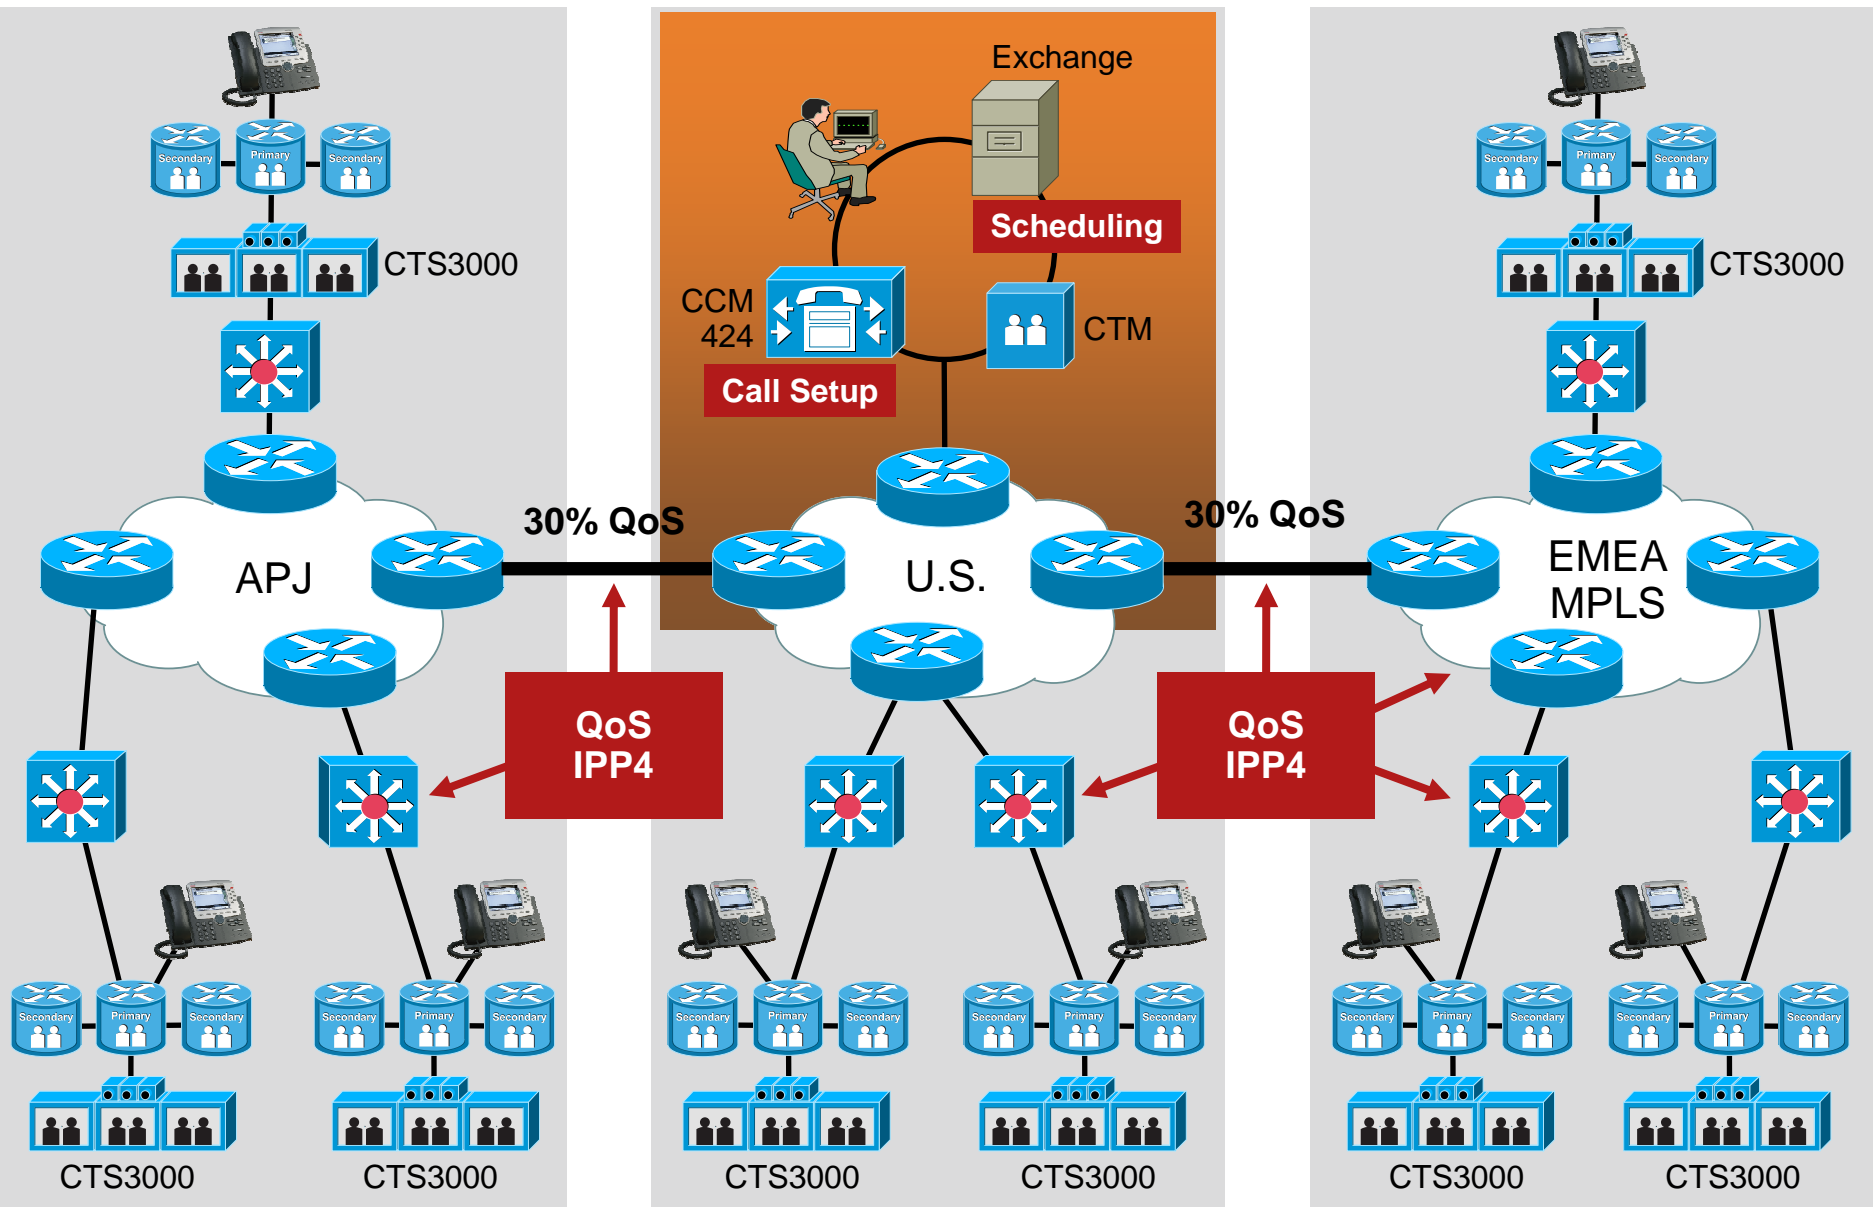 Exchange
Secondary
Primary
Secondary
Secondary
Primary
Secondary
Scheduling
CTS3000
CTS3000
CCM
424
CTM
Call Setup
30% QoS
30% QoS
APJ
U.S.
EMEA
MPLS
QoS
IPP4
QoS
IPP4
Secondary
Primary
Secondary
Secondary
Primary
Secondary
Secondary
Primary
Secondary
Secondary
Primary
Secondary
Secondary
Primary
Secondary
Secondary
Primary
Secondary
CTS3000
CTS3000
CTS3000
CTS3000
CTS3000
CTS3000